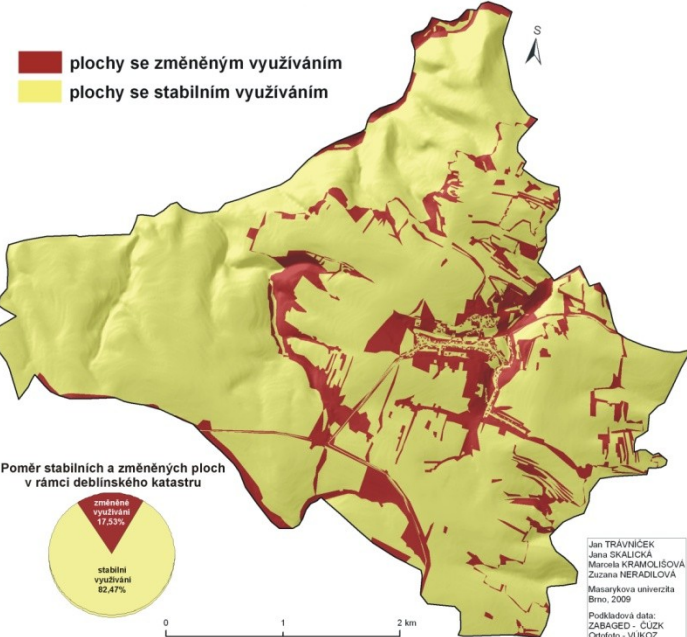 S
plochy se změněným využíváním
plochy se stabilním využíváním
Poměr stabilních a změněných ploch
v rámci deblínského katastru
změněné
využívání
17,53%
stabilní
využívání
82,47%
0 1 2 km
Jan TRÁVNÍČEK
Jana SKALICKÁ
Marcela KRAMOLIŠOVÁ
Zuzana NERADILOVÁ
Masarykova univerzita
Brno, 2009
Podkladová data:
ZABAGED - ČÚZK
Ortofoto - VÚKOZ